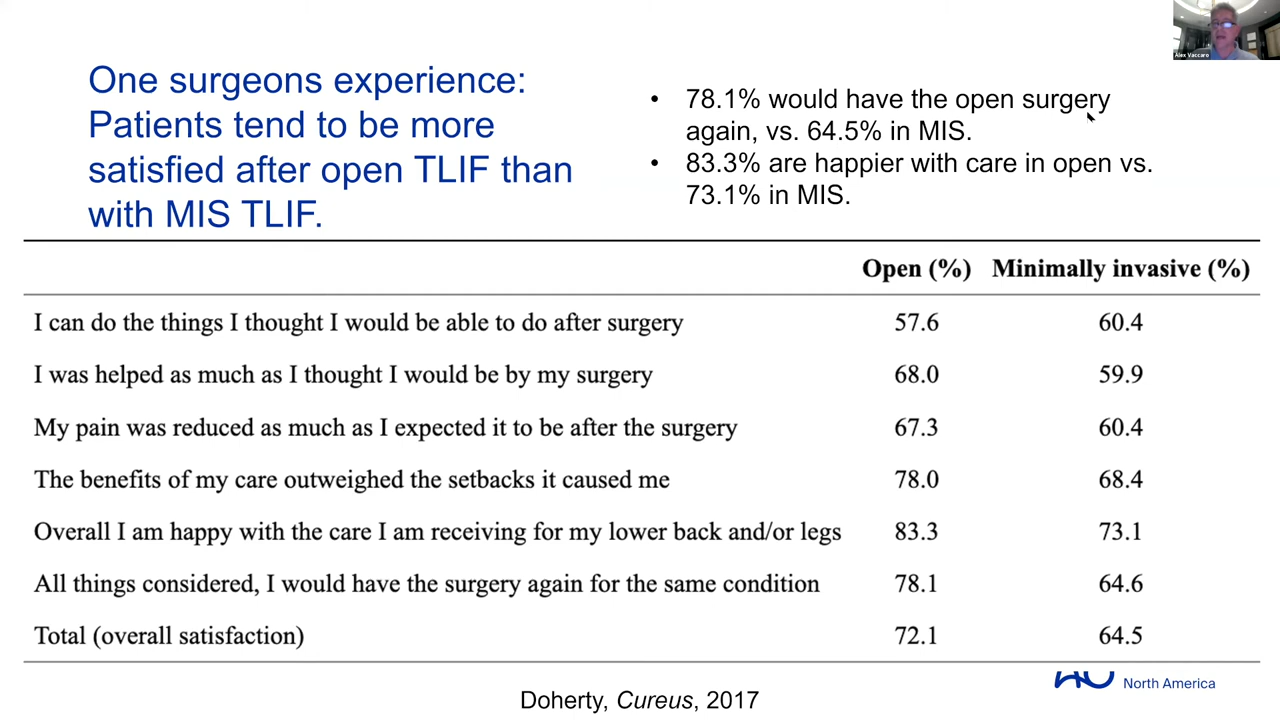 Alex Vaccaro
One surgeons experience:
Patients tend to be more
satisfied after open TLIF than
with MIS TLIF.
• 78.1% would have the open surgery
again, vs. 64.5% in MIS.
• 83.3% are happier with care in open vs.
73.1% in MIS.
Open (%) Minimally invasive (%)
I can do the things I thought I would be able to do after surgery 57.6 60.4
I was helped as much as I thought I would be by my surgery 68.0 59.9
My pain was reduced as much as I expected it to be after the surgery 67.3 60.4
The benefits of my care outweighed the setbacks it caused me 78.0 68.4
Overall I am happy with the care I am receiving for my lower back and/or legs 83.3 73.1
All things considered, I would have the surgery again for the same condition 78.1 64.6
Total (overall satisfaction) 72.1 64.5
North America
Doherty, Cureus, 2017